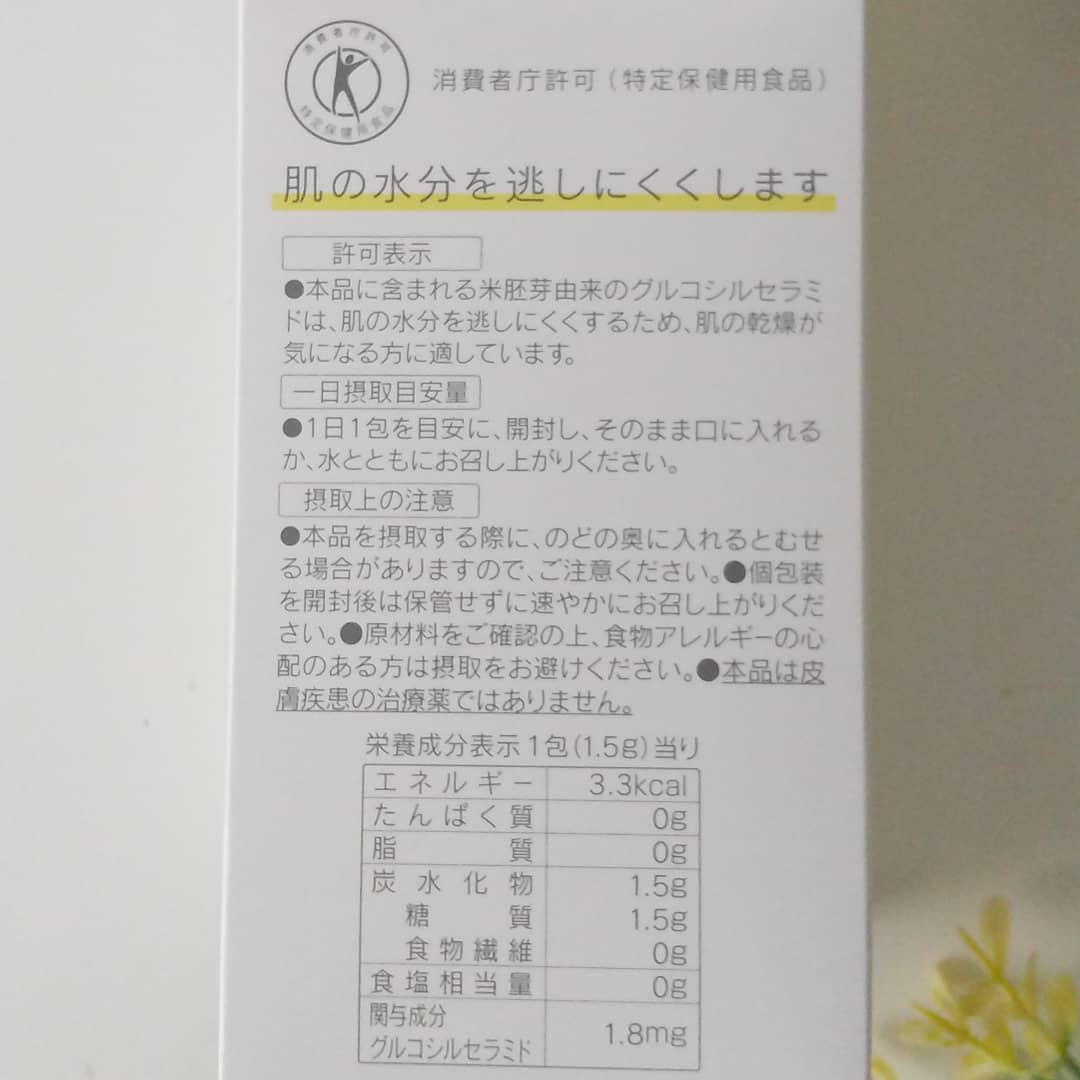 消費者庁許可
特定保健用食品
消費者庁許可（特定保健用食品）
肌の水分を逃しにくくします
許可表示
●本品に含まれる米胚芽由来のグルコシルセラミ
ドは、肌の水分を逃しにくくするため、肌の乾燥が
気になる方に適しています。
一日摂取目安量
●1日1包を目安に、開封し、そのまま口に入れる
か、水とともにお召し上がりください。
摂取上の注意
●本品を摂取する際に、のどの奥に入れるとむせ
る場合がありますので、ご注意ください。●個包装
を開封後は保管せずに速やかにお召し上がりくだ
さい。●原材料をご確認の上、食物アレルギーの心
配のある方は摂取をお避けください。●本品は皮
膚疾患の治療薬ではありません。
栄養成分表示 1包(1.5g)当り
エネルギー 3.3kcal
たんぱく質 0g
脂質 0g
炭水化物 1.5g
糖質 1.5g
食物繊維 0g
食塩相当量 0g
関与成分
グルコシルセラミド 1.8mg